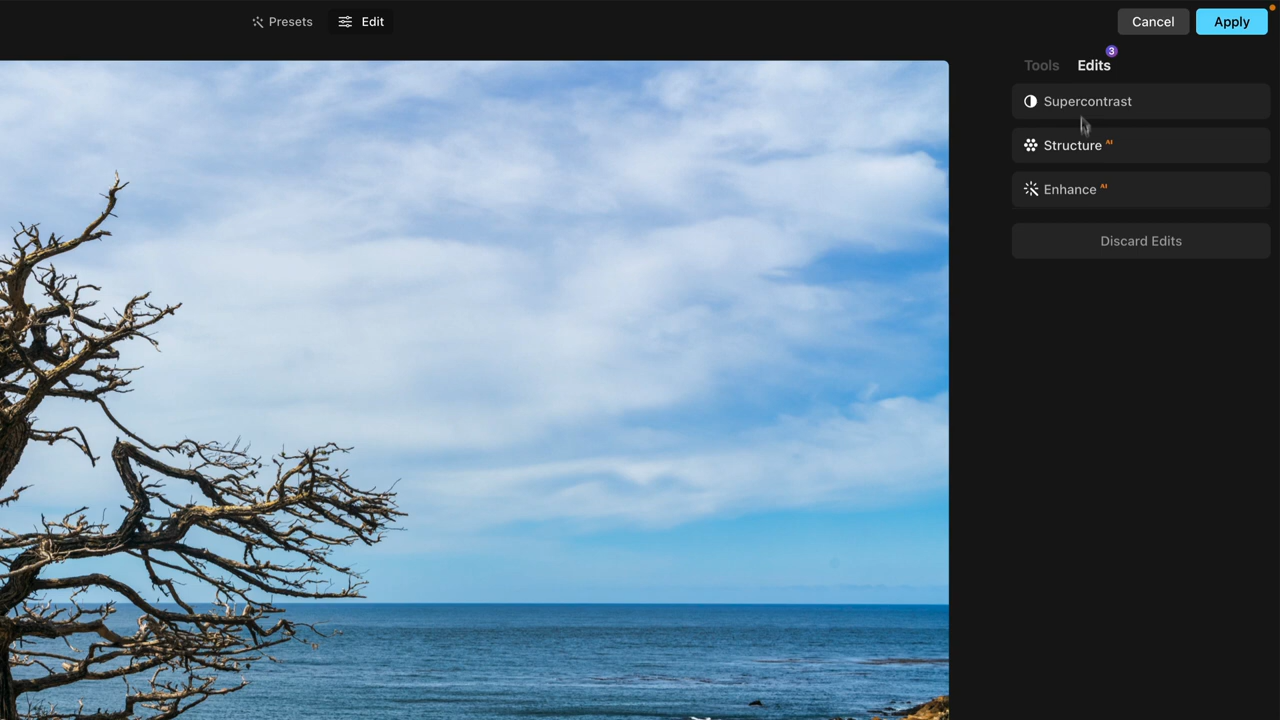 Presets
Edit
Cancel
Apply
Tools
Edits
3
Supercontrast
Structure AI
Enhance AI
Discard Edits